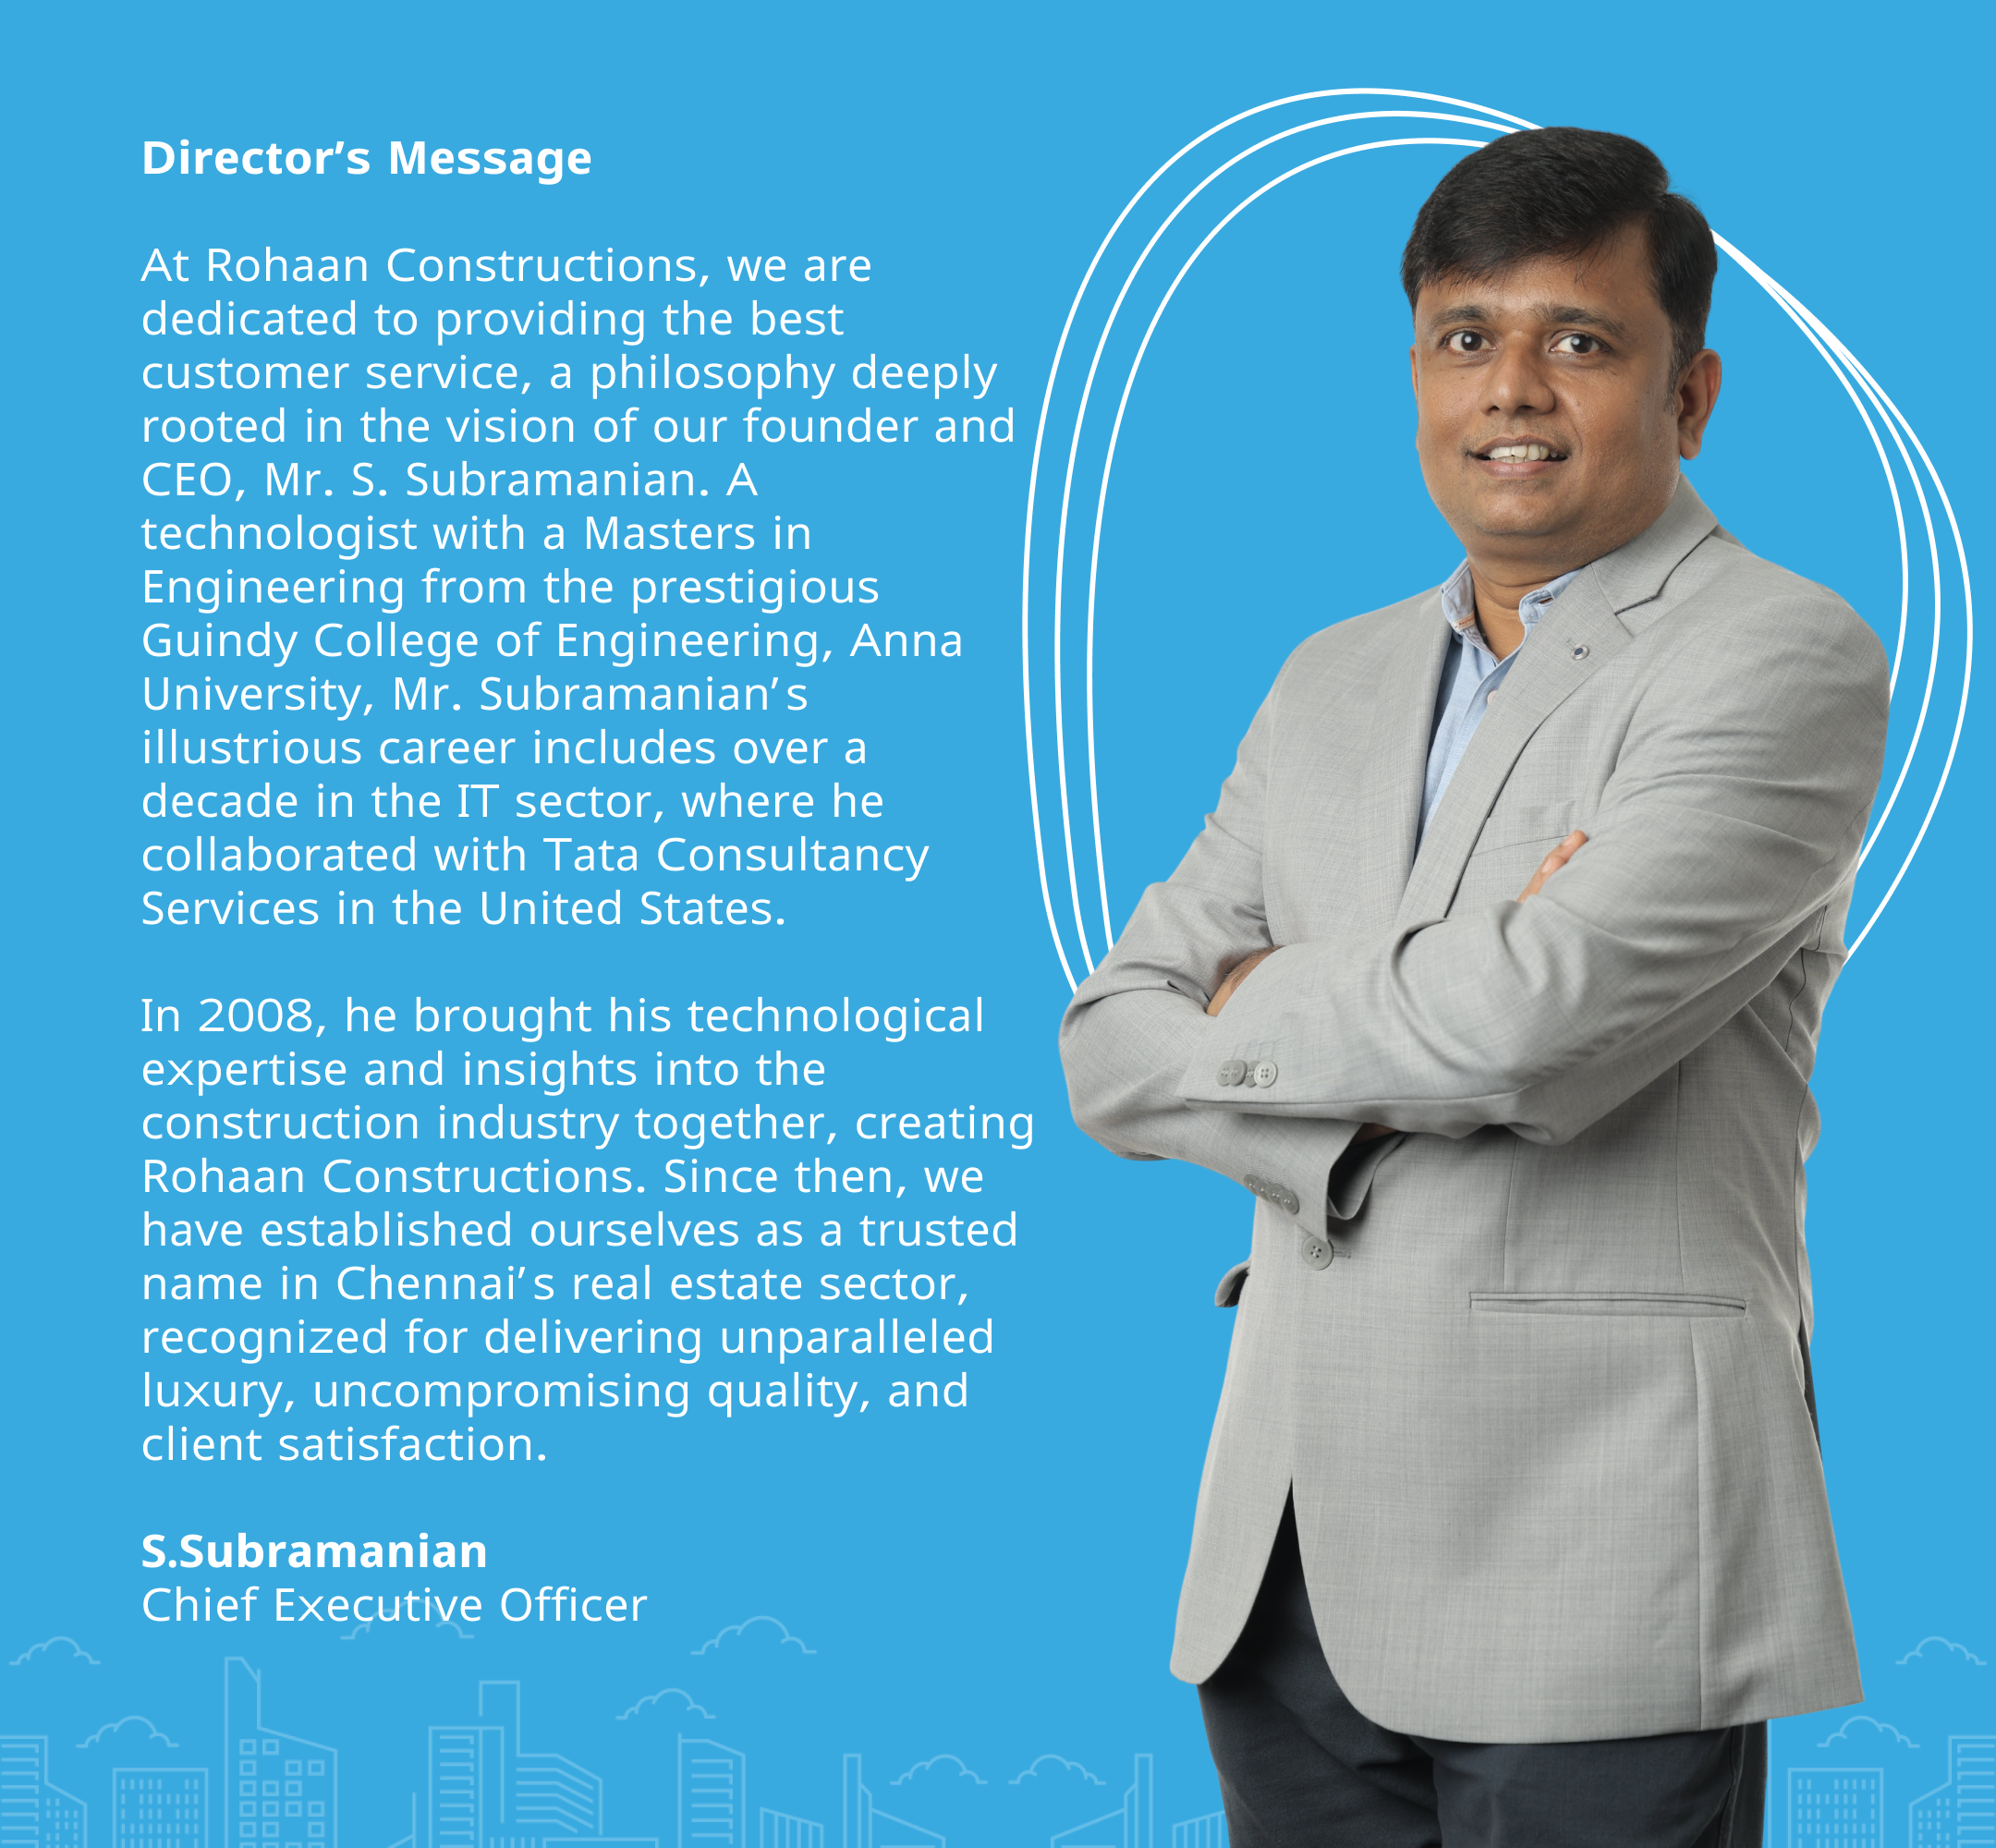 Director’s Message
At Rohaan Constructions, we are
dedicated to providing the best
customer service, a philosophy deeply
rooted in the vision of our founder and
CEO, Mr. S. Subramanian. A
technologist with a Masters in
Engineering from the prestigious
Guindy College of Engineering, Anna
University, Mr. Subramanian’s
illustrious career includes over a
decade in the IT sector, where he
collaborated with Tata Consultancy
Services in the United States.
In 2008, he brought his technological
expertise and insights into the
construction industry together, creating
Rohaan Constructions. Since then, we
have established ourselves as a trusted
name in Chennai’s real estate sector,
recognized for delivering unparalleled
luxury, uncompromising quality, and
client satisfaction.
S.Subramanian
Chief Executive Officer